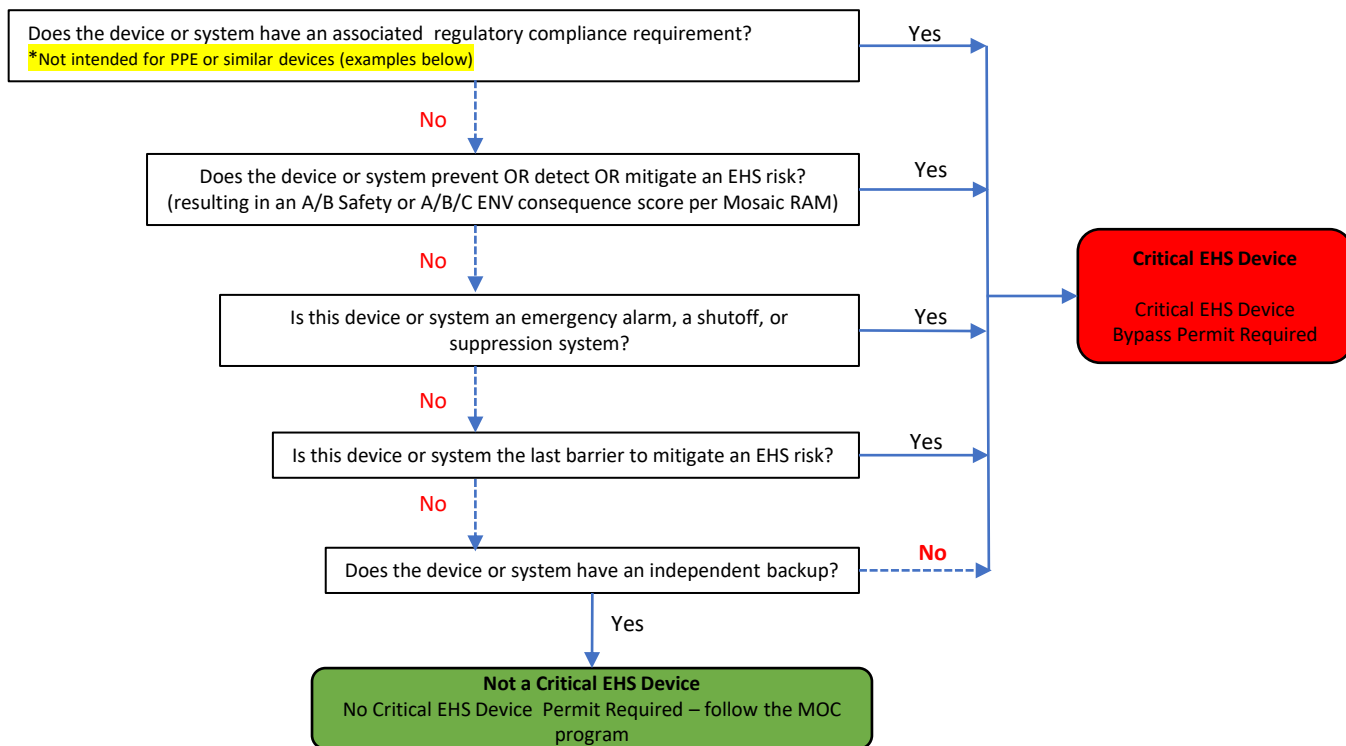 Does the device or system have an associated regulatory compliance requirement?
*Not intended for PPE or similar devices (examples below)
Yes
No
Does the device or system prevent OR detect OR mitigate an EHS risk?
(resulting in an A/B Safety or A/B/C ENV consequence score per Mosaic RAM)
Yes
No
Critical EHS Device
Critical EHS Device
Bypass Permit Required
Is this device or system an emergency alarm, a shutoff, or
suppression system?
Yes
No
Is this device or system the last barrier to mitigate an EHS risk?
Yes
No
Does the device or system have an independent backup?
No
Yes
Not a Critical EHS Device
No Critical EHS Device Permit Required – follow the MOC
program